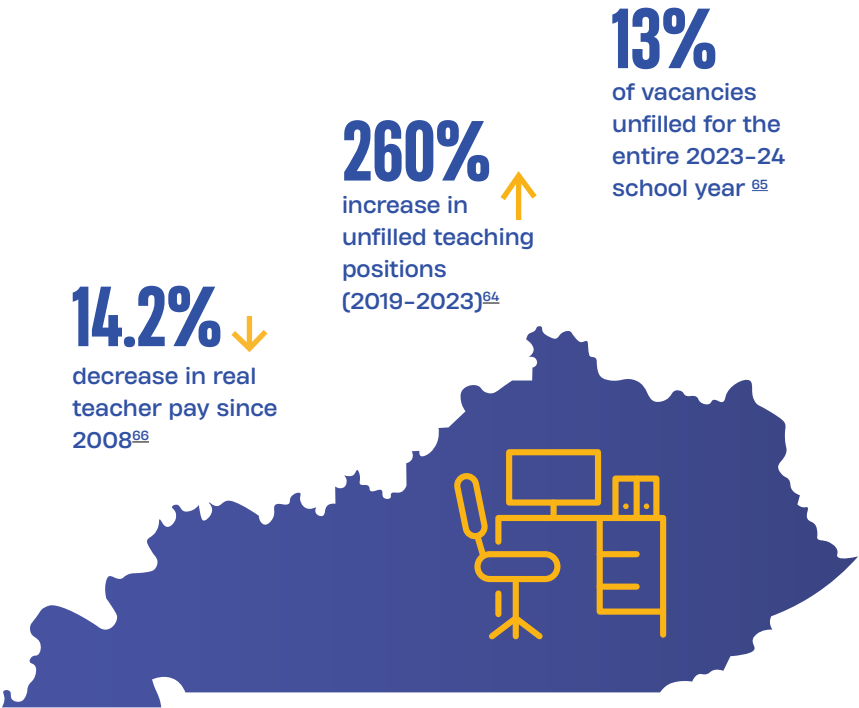 13%
of vacancies
unfilled for the
entire 2023-24
school year 65
260%
increase in
unfilled teaching
positions
(2019-2023)64
14.2%
decrease in real
teacher pay since
200866